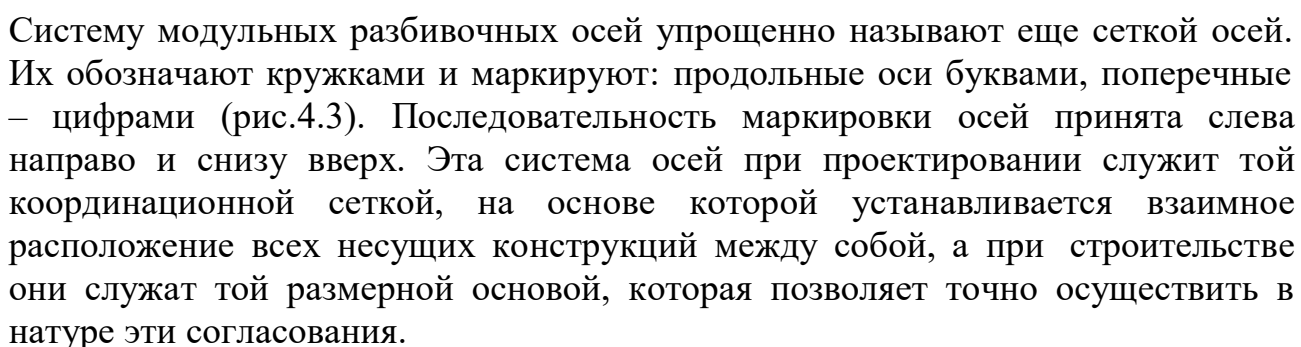 Систему модульных разбивочных осей упрощенно называют еще сеткой осей.
Их обозначают кружками и маркируют: продольные оси буквами, поперечные
– цифрами (рис.4.3). Последовательность маркировки осей принята слева
направо и снизу вверх. Эта система осей при проектировании служит той
координационной сеткой, на основе которой устанавливается взаимное
расположение всех несущих конструкций между собой, а при строительстве
они служат той размерной основой, которая позволяет точно осуществить в
натуре эти согласования.